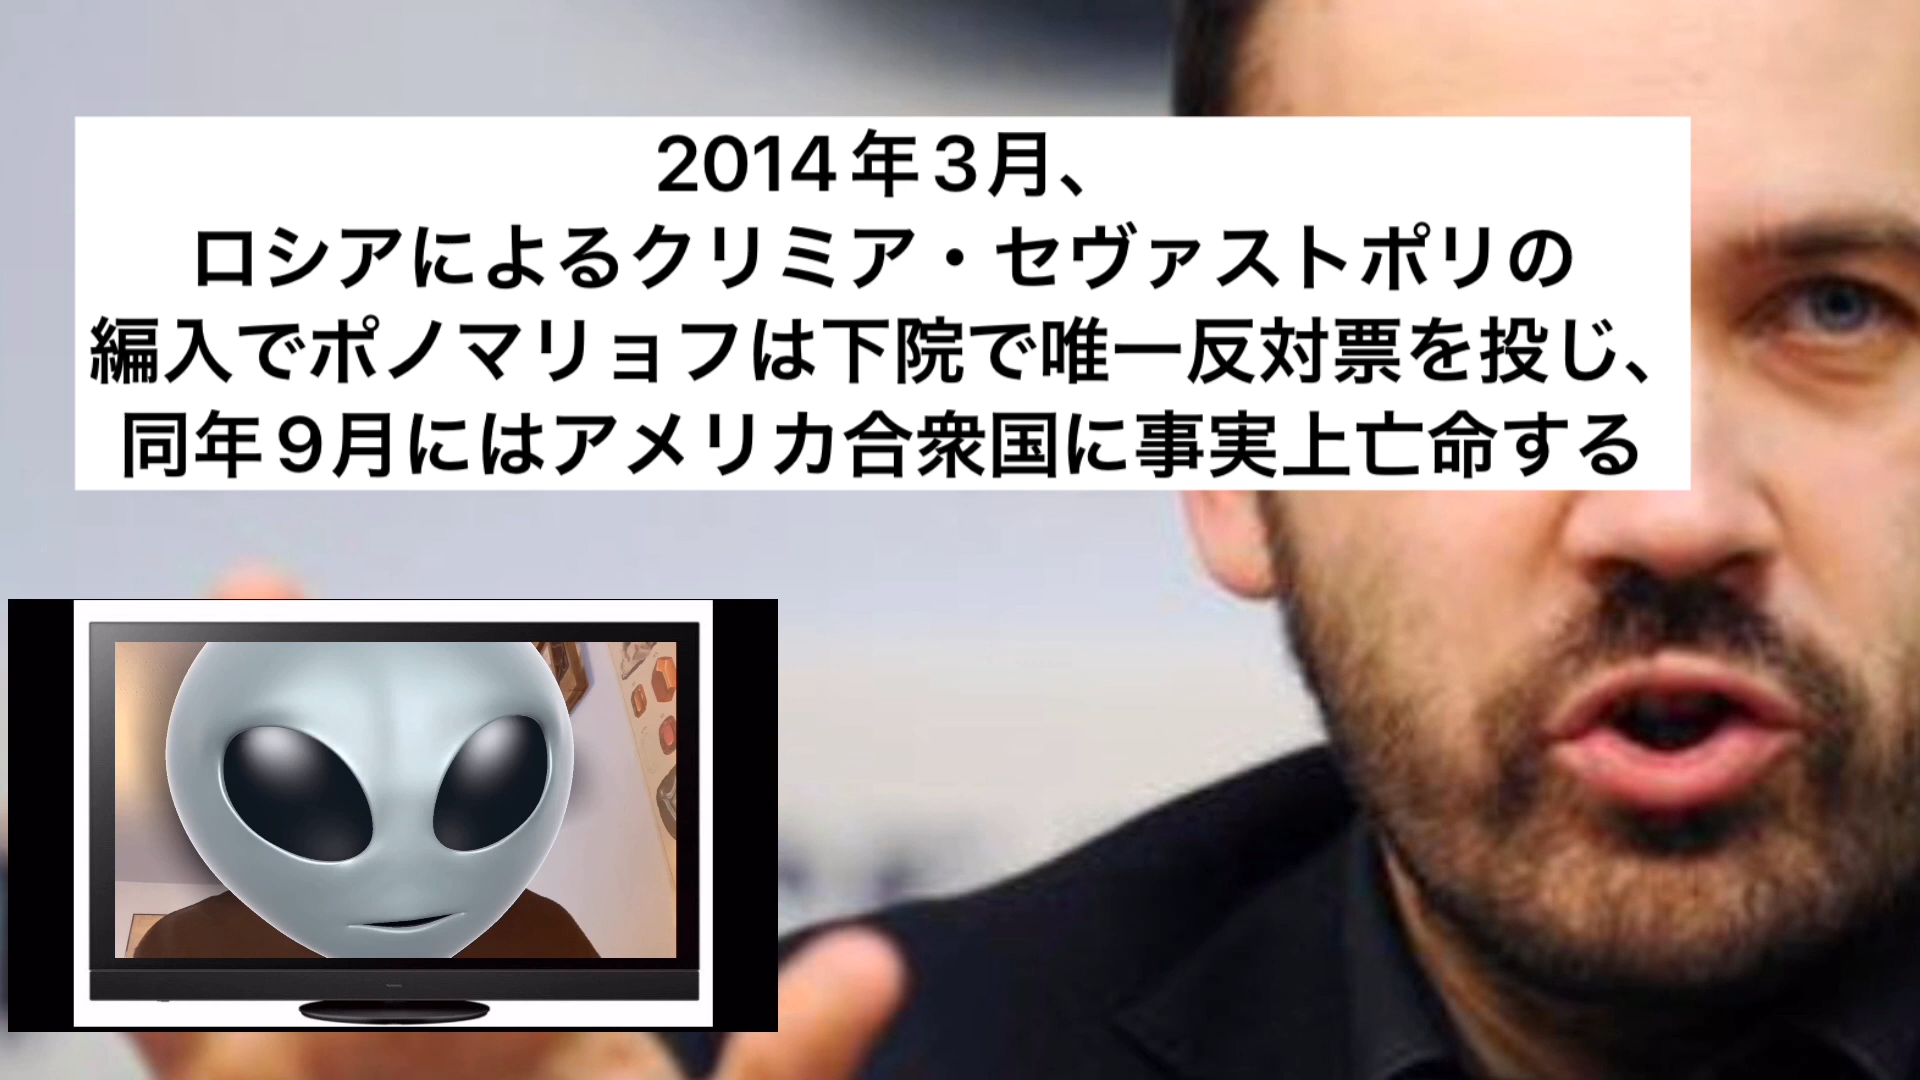 2014年3月、
ロシアによるクリミア・セヴァストポリの
編入でポノマリョフは下院で唯一反対票を投じ、
同年9月にはアメリカ合衆国に事実上亡命する